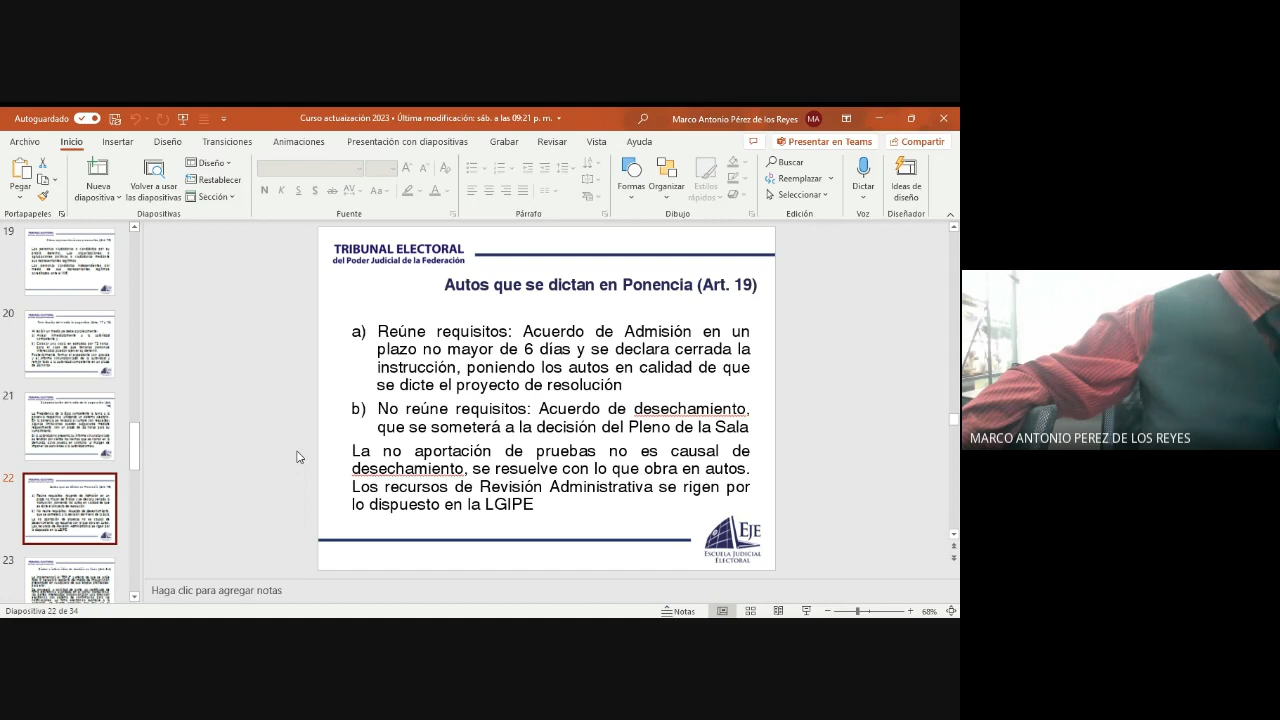 Autoguardado
Curso actuaización 2023 • Última modificación: sáb. a las 09:21 p. m.
Marco Antonio Pérez de los Reyes
MA
Archivo Inicio Insertar Diseño Transiciones Animaciones Presentación con diapositivas Grabar Revisar Vista Ayuda
Presentar en Teams
Compartir
Pegar
Nueva diapositiva
Volver a usar las diapositivas
Diseño
Restablecer
Sección
N K S S ab AV Aa A
Formas
Organizar
Estilos rápidos
Buscar
Reemplazar
Seleccionar
Dictar
Ideas de diseño
Portapapeles
Diapositivas
Fuente
Párrafo
Dibujo
Edición
Voz
Diseñador
19
20
21
22
23
TRIBUNAL ELECTORAL
del Poder Judicial de la Federación
Autos que se dictan en Ponencia (Art. 19)
a) Reúne requisitos: Acuerdo de Admisión en un
plazo no mayor de 6 días y se declara cerrada la
instrucción, poniendo los autos en calidad de que
se dicte el proyecto de resolución
b) No reúne requisitos: Acuerdo de desechamiento,
que se someterá a la decisión del Pleno de la Sala
La no aportación de pruebas no es causal de
desechamiento, se resuelve con lo que obra en autos.
Los recursos de Revisión Administrativa se rigen por
lo dispuesto en la LGIPE
EJE
ESCUELA JUDICIAL
ELECTORAL
Haga clic para agregar notas
Diapositiva 22 de 34
Notas
68%
MARCO ANTONIO PEREZ DE LOS REYES